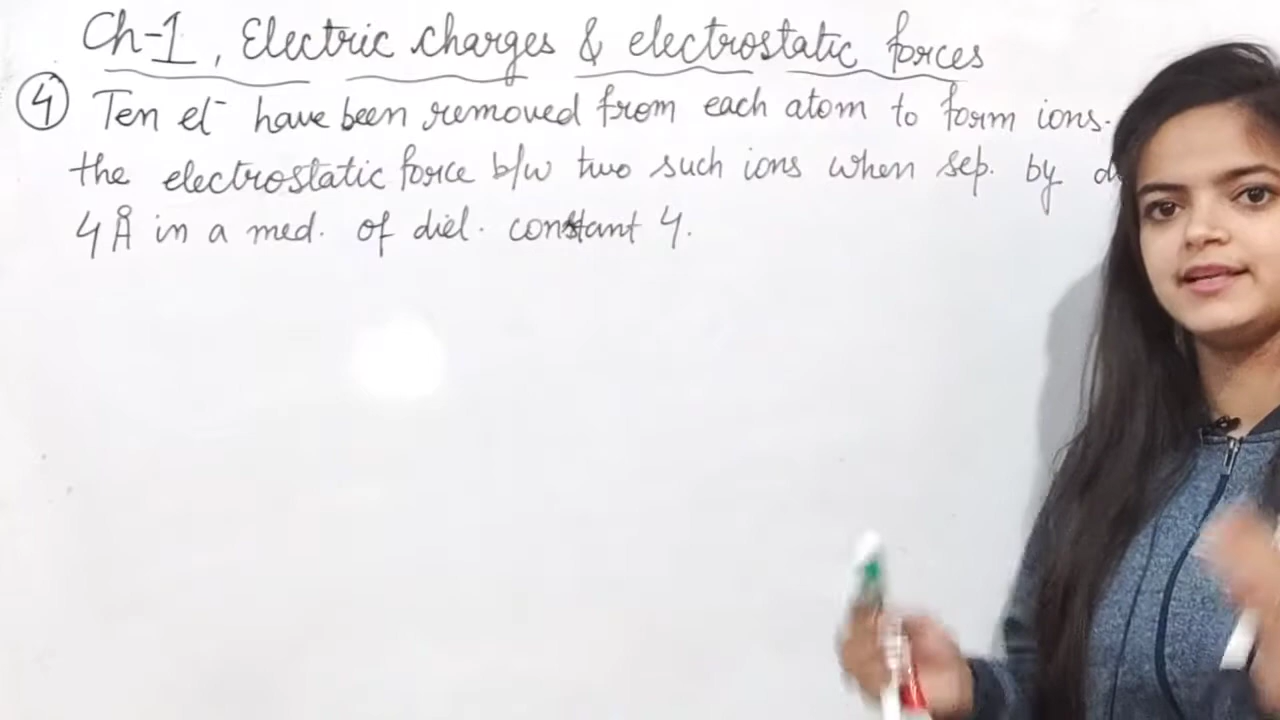 Ch-1, Electric charges & electrostatic forces
④ Ten el⁻ have been removed from each atom to form ions.
the electrostatic force b/w two such ions when sep. by
4 Å in a med. of diel. constant 4.